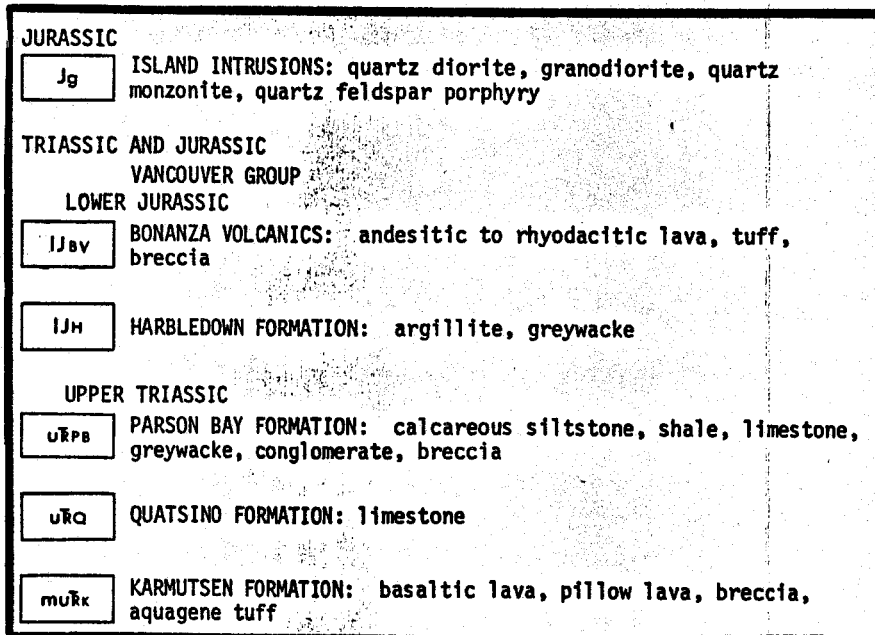 JURASSIC
Jg ISLAND INTRUSIONS: quartz diorite, granodiorite, quartz
monzonite, quartz feldspar porphyry
TRIASSIC AND JURASSIC
VANCOUVER GROUP
LOWER JURASSIC
lJBV BONANZA VOLCANICS: andesitic to rhyodacitic lava, tuff,
breccia
lJH HARBLEDOWN FORMATION: argillite, greywacke
UPPER TRIASSIC
uTRPB PARSON BAY FORMATION: calcareous siltstone, shale, limestone,
greywacke, conglomerate, breccia
uTRQ QUATSINO FORMATION: limestone
muTRK KARMUTSEN FORMATION: basaltic lava, pillow lava, breccia,
aquagene tuff